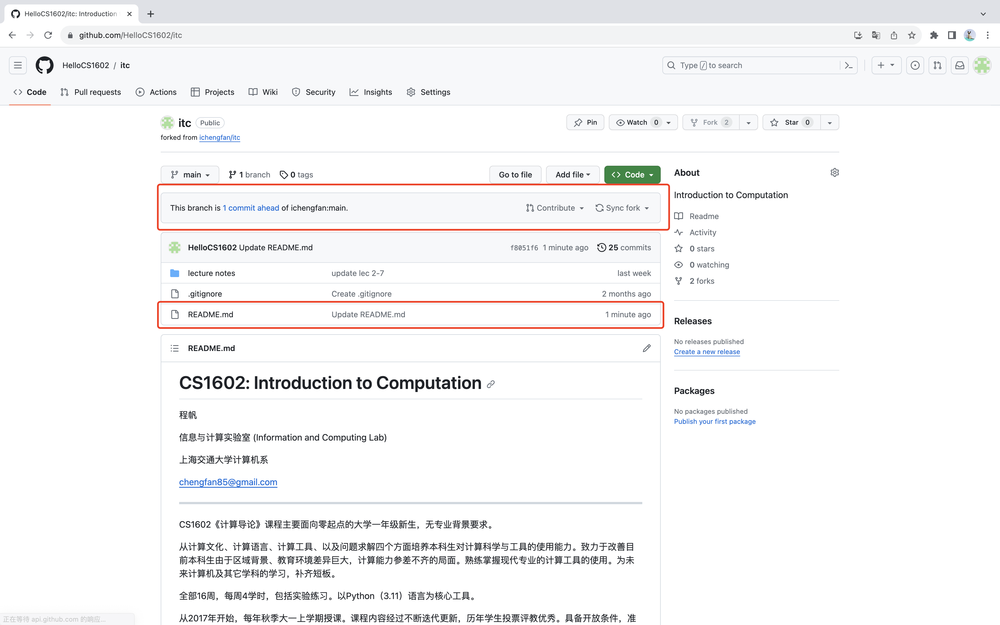 HelloCS1602/itc: Introduction
github.com/HelloCS1602/itc
HelloCS1602 / itc
Type / to search
Code
Pull requests
Actions
Projects
Wiki
Security
Insights
Settings
itc Public
Pin
Watch 0
Fork 2
Star 0
forked from ichengfan/itc
main
1 branch
0 tags
Go to file
Add file
Code
This branch is 1 commit ahead of ichengfan:main.
Contribute
Sync fork
HelloCS1602 Update README.md
f8051f6 1 minute ago
25 commits
lecture notes update lec 2-7 last week
.gitignore Create .gitignore 2 months ago
README.md Update README.md 1 minute ago
README.md
CS1602: Introduction to Computation
程帆
信息与计算实验室 (Information and Computing Lab)
上海交通大学计算机系
chengfan85@gmail.com
CS1602《计算导论》课程主要面向零起点的大学一年级新生，无专业背景要求。
从计算文化、计算语言、计算工具、以及问题求解四个方面培养本科生对计算科学与工具的使用能力。致力于改善目
前本科生由于区域背景、教育环境差异巨大，计算能力参差不齐的局面。熟练掌握现代专业的计算工具的使用。为未
来计算机及其它学科的学习，补齐短板。
全部16周，每周4学时，包括实验练习。以Python（3.11）语言为核心工具。
从2017年开始，每年秋季大一上学期授课。课程内容经过不断迭代更新，历年学生投票评教优秀。具备开放条件，准
About
Introduction to Computation
Readme
Activity
0 stars
0 watching
2 forks
Releases
No releases published
Create a new release
Packages
No packages published
Publish your first package
正在等待 api.github.com 的响应...